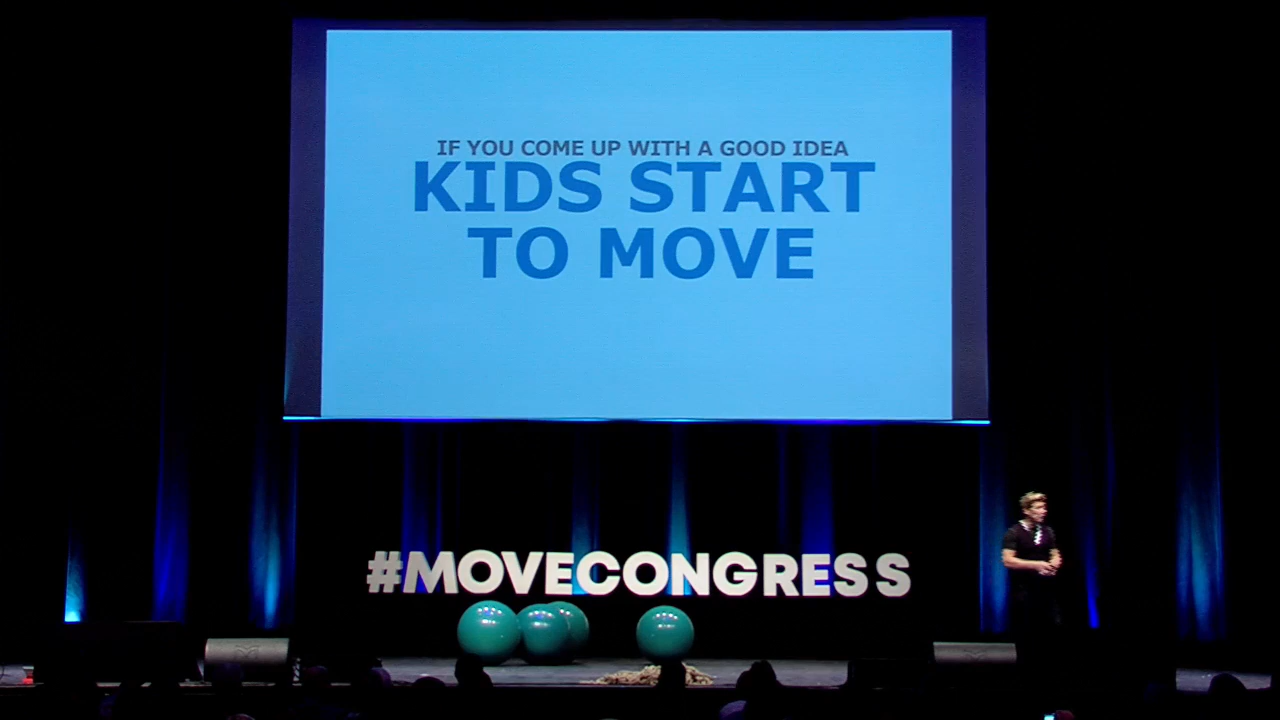 IF YOU COME UP WITH A GOOD IDEA
KIDS START
TO MOVE
#MOVECONGRESS